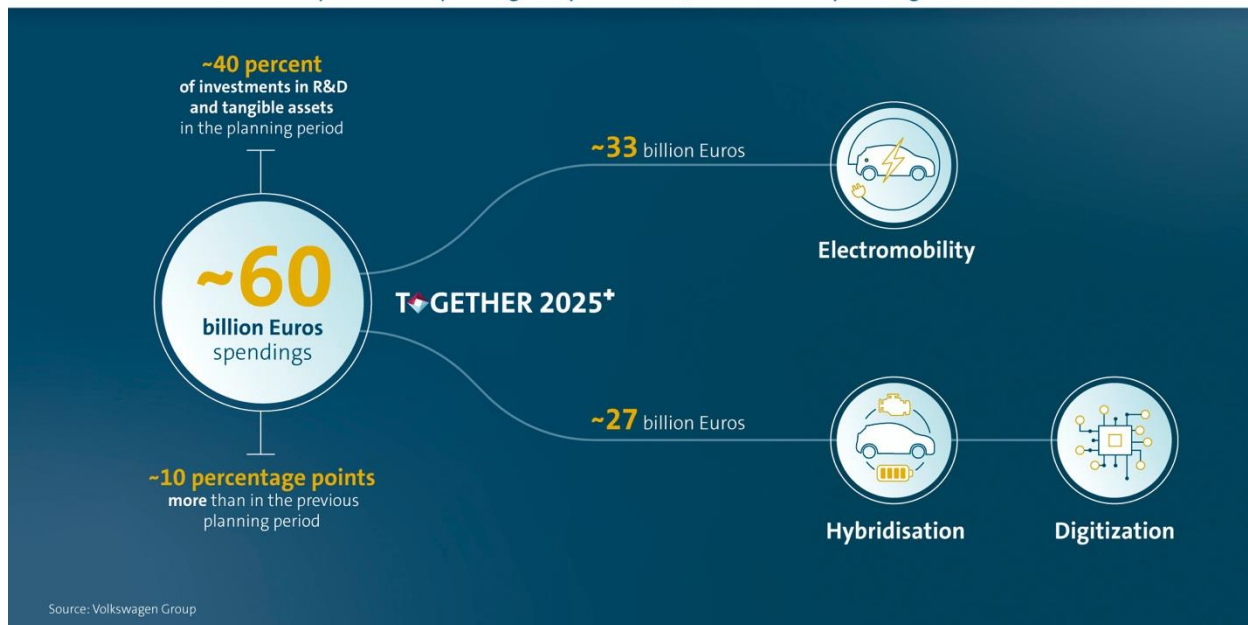 ~40 percent
of investments in R&D
and tangible assets
in the planning period
~60
billion Euros
spendings
~10 percentage points
more than in the previous
planning period
TOGETHER 2025+
~33 billion Euros
Electromobility
~27 billion Euros
Hybridisation
Digitization
Source: Volkswagen Group